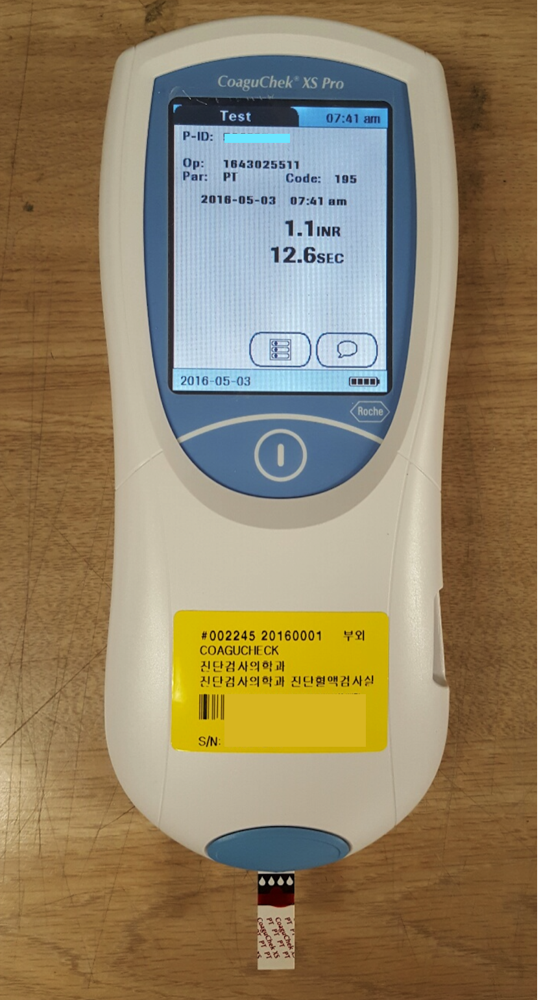 CoaguChek® XS Pro
Test 07:41 am
P-ID:
Op: 1643025511
Par: PT Code: 195
2016-05-03 07:41 am
1.1INR
12.6SEC
2016-05-03
Roche
#002245 20160001 부외
COAGUCHECK
진단검사의학과
진단검사의학과 진단혈액검사실
S/N:
PT PT
CoaguChek XS
PT PT